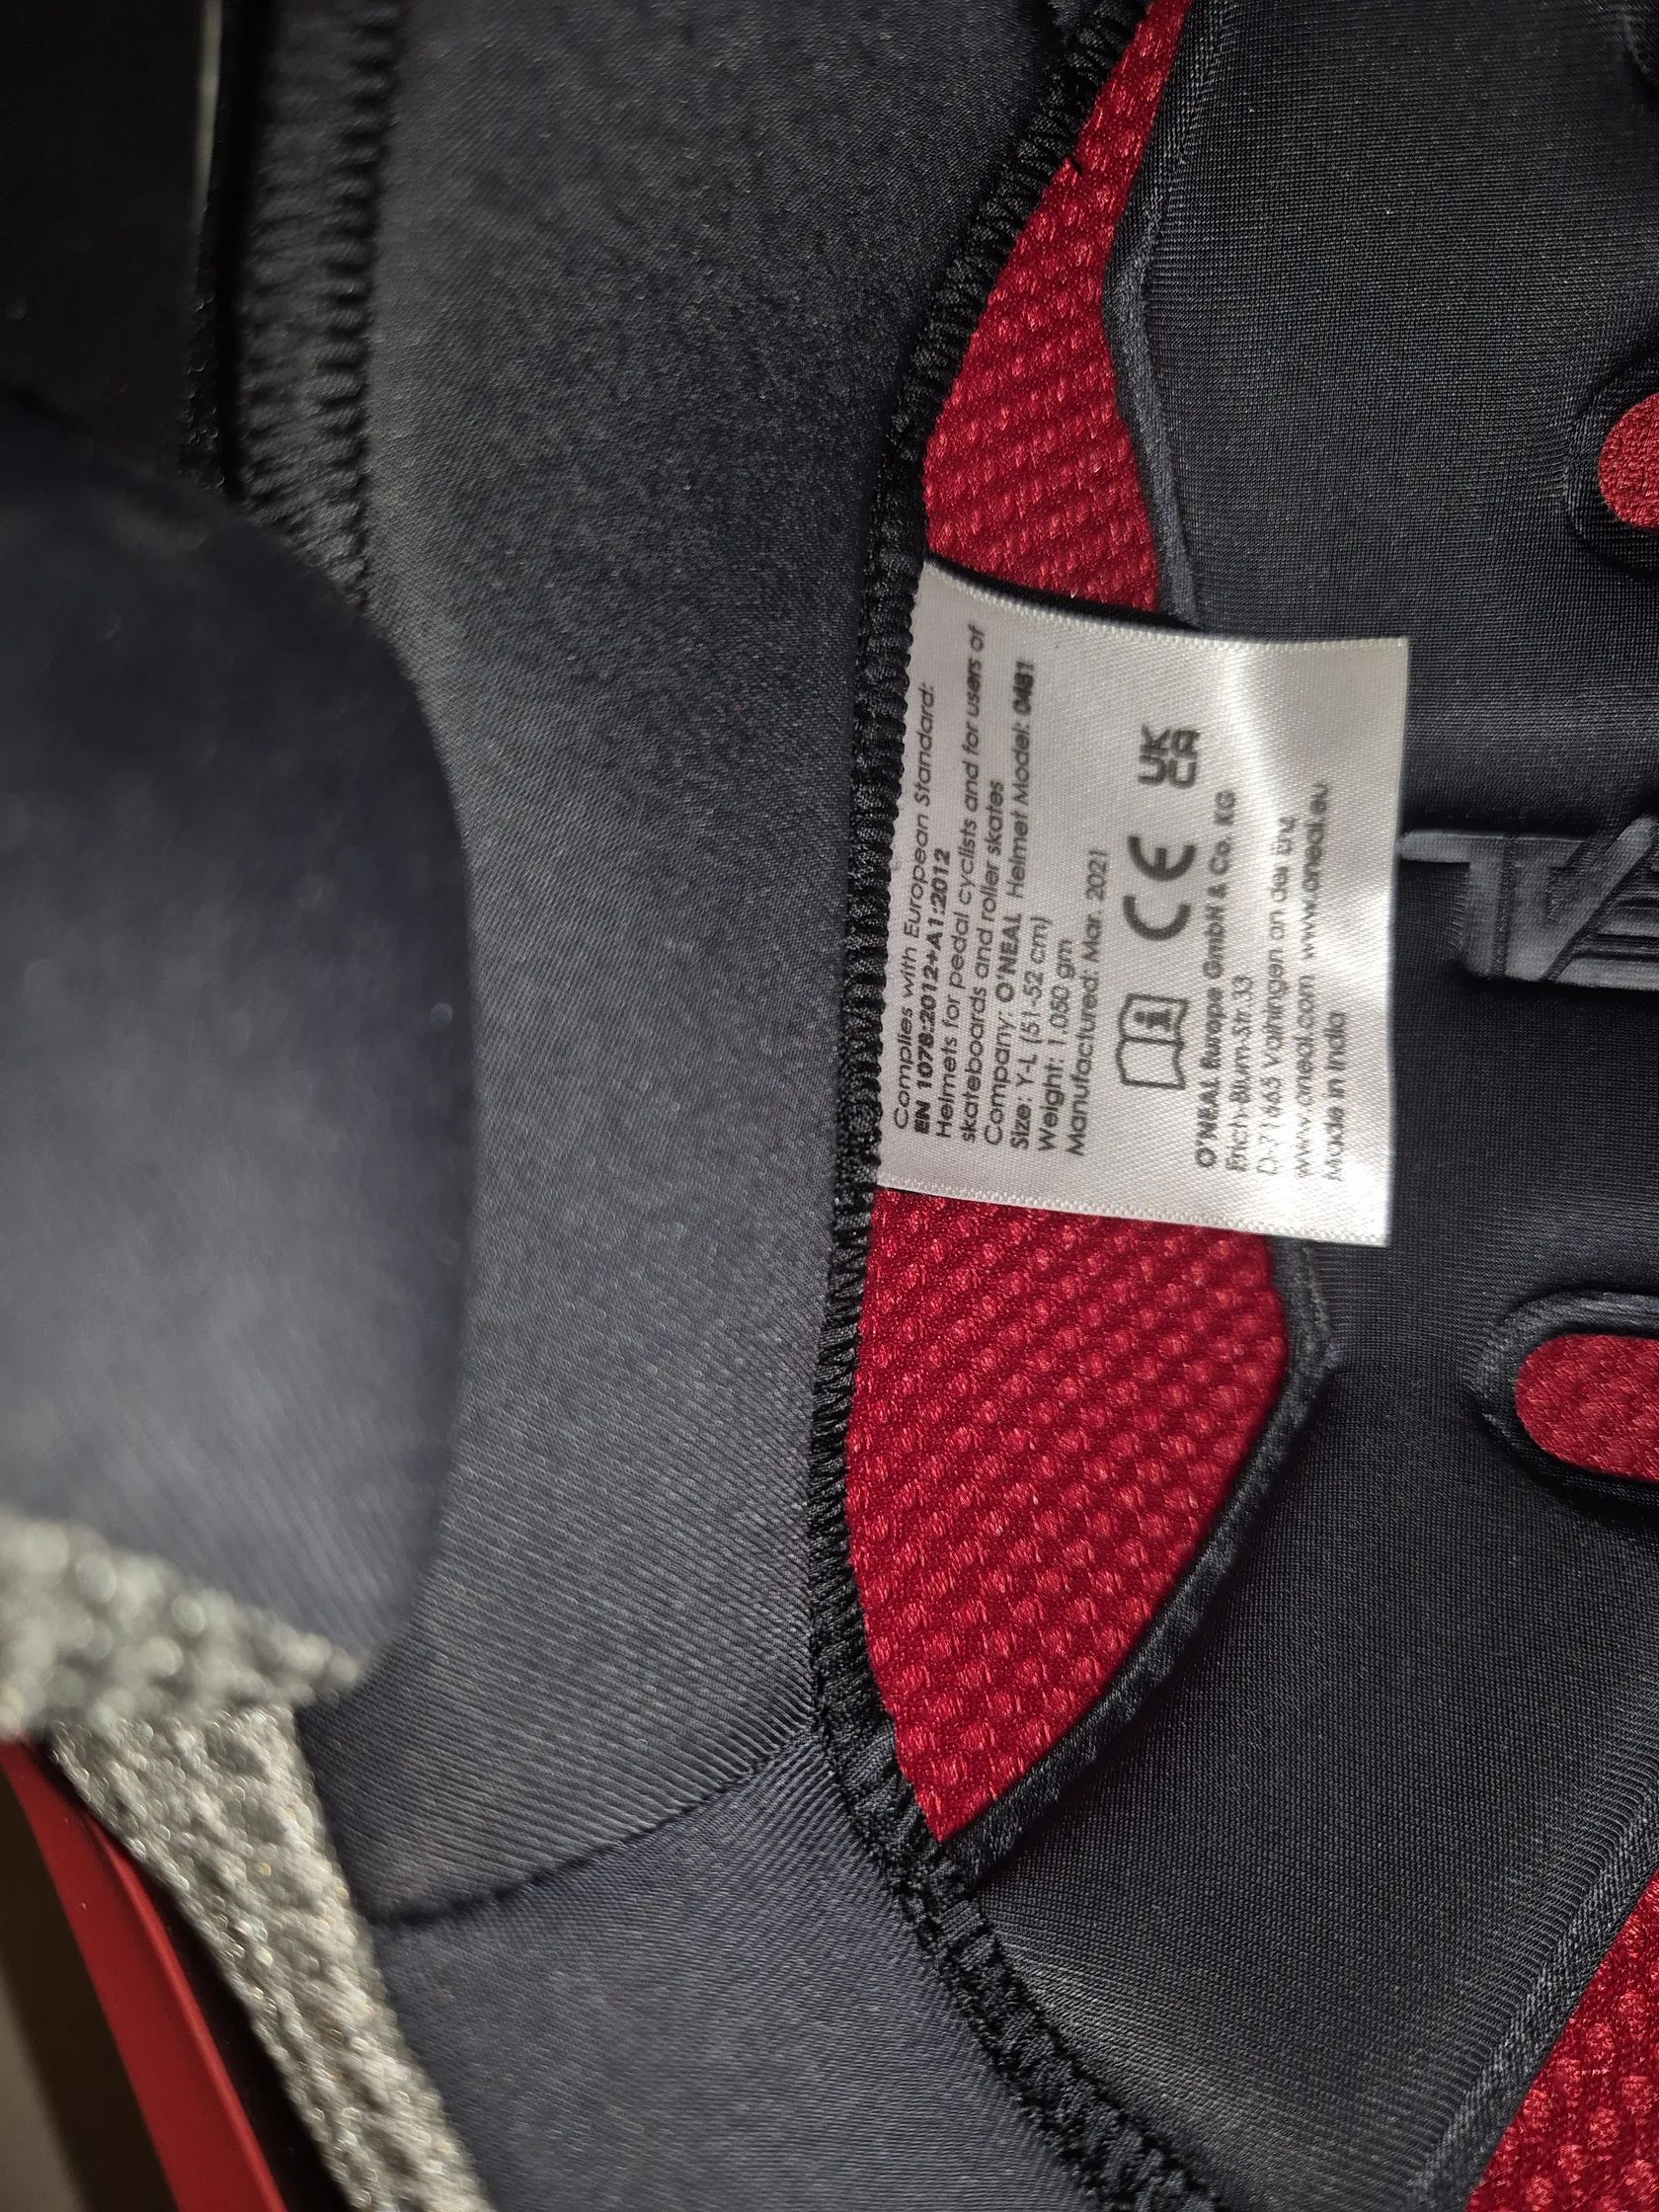 Complies with European Standard:
EN 1078:2012+A1:2012
Helmets for pedal cyclists and for users of
skateboards and roller skates
Company: O'NEAL Helmet Model: 0481
Size: Y-L (51-52 cm)
Weight: 1,050 gm
Manufactured: Mar. 2021
CE UK CA
O'NEAL Europe GmbH & Co. KG
Erich-Blum-Str.33
D-71665 Vaihingen an der Enz
www.oneal.com www.oneal.eu
Made in India